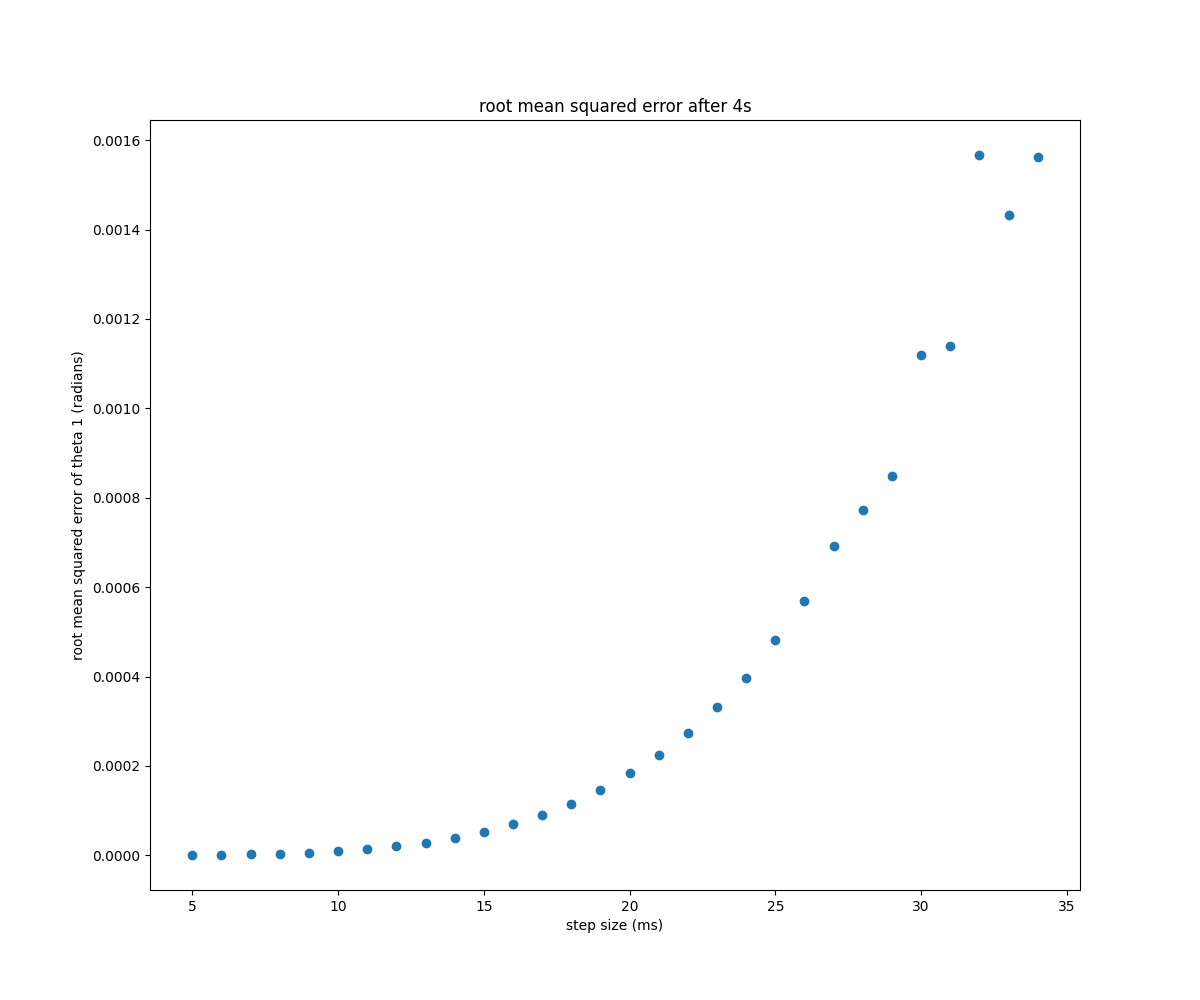 root mean squared error after 4s
root mean squared error of theta 1 (radians)
0.0016
0.0014
0.0012
0.0010
0.0008
0.0006
0.0004
0.0002
0.0000
5 10 15 20 25 30 35
step size (ms)